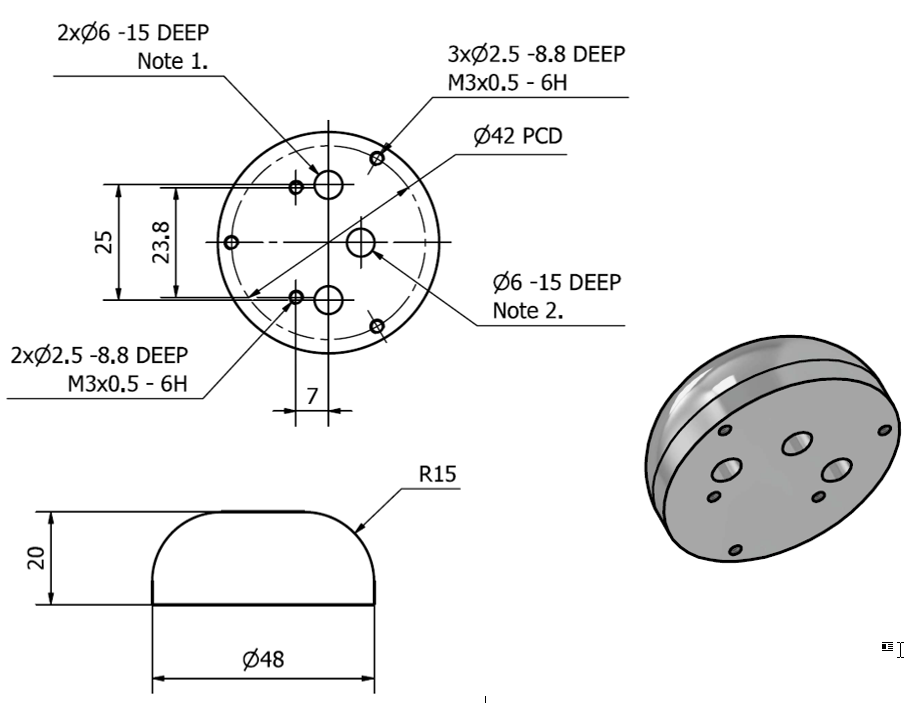 2xØ6 -15 DEEP
Note 1.
3xØ2.5 -8.8 DEEP
M3x0.5 - 6H
Ø42 PCD
25
23.8
Ø6 -15 DEEP
Note 2.
2xØ2.5 -8.8 DEEP
M3x0.5 - 6H
7
R15
20
Ø48